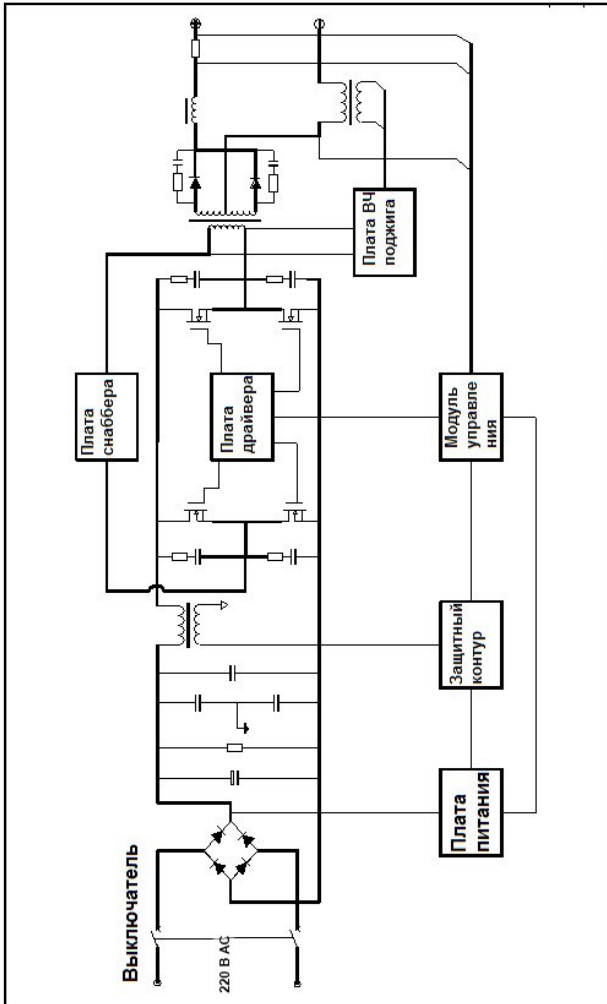 Выключатель
220 В АС
Плата
снаббера
Плата
драйвера
Плата ВЧ
поджига
Плата
питания
Защитный
контур
Модуль
управле
ния